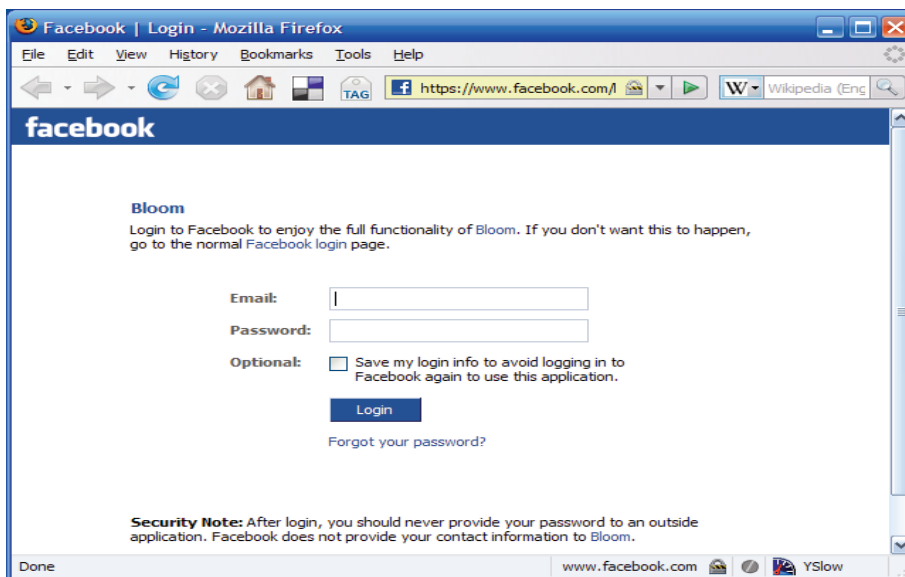 Facebook | Login - Mozilla Firefox
File Edit View History Bookmarks Tools Help
TAG
f https://www.facebook.com/l
W Wikipedia (Eng
facebook
Bloom
Login to Facebook to enjoy the full functionality of Bloom. If you don't want this to happen,
go to the normal Facebook login page.
Email:
Password:
Optional: Save my login info to avoid logging in to
Facebook again to use this application.
Login
Forgot your password?
Security Note: After login, you should never provide your password to an outside
application. Facebook does not provide your contact information to Bloom.
Done www.facebook.com YSlow